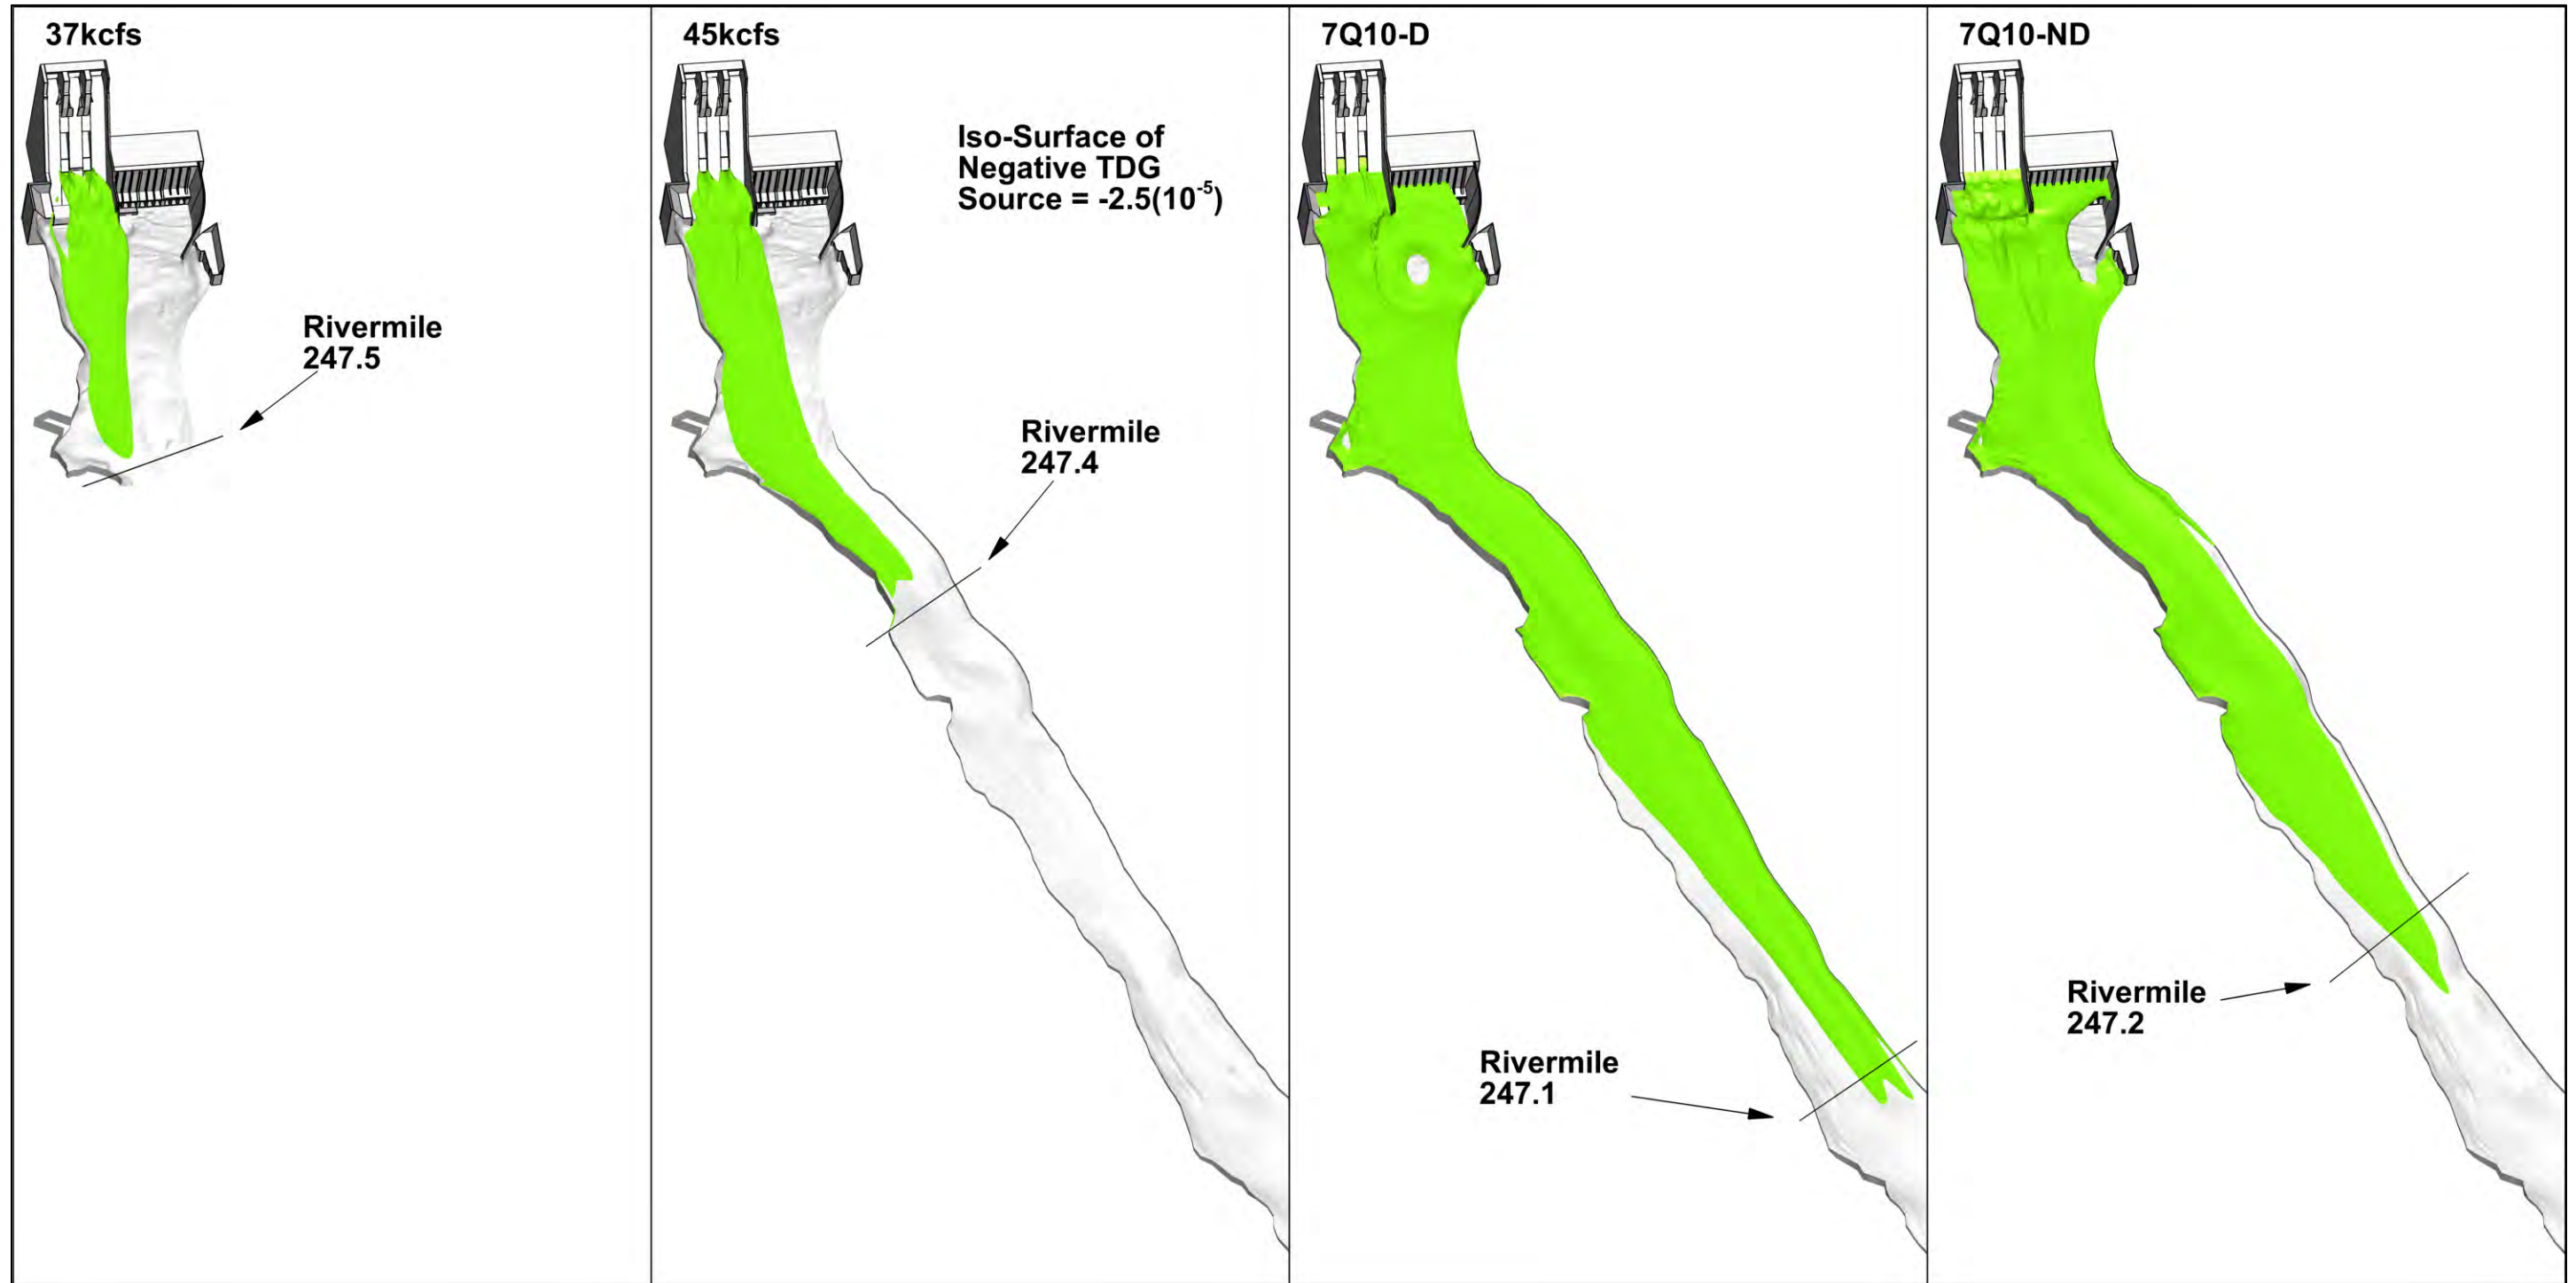 37kcfs
Rivermile
247.5
45kcfs
Iso-Surface of
Negative TDG
Source = -2.5(10⁻⁵)
Rivermile
247.4
7Q10-D
Rivermile
247.1
7Q10-ND
Rivermile
247.2